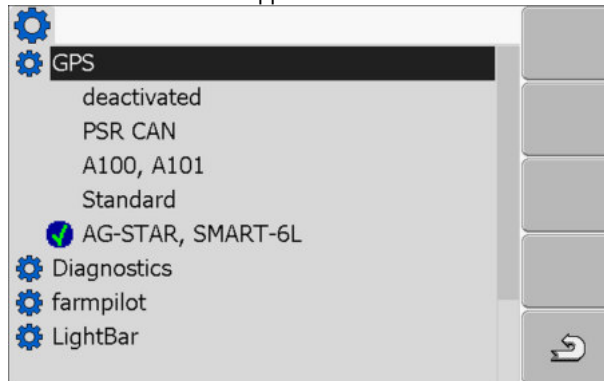 GPS
deactivated
PSR CAN
A100, A101
Standard
AG-STAR, SMART-6L
Diagnostics
farmpilot
LightBar